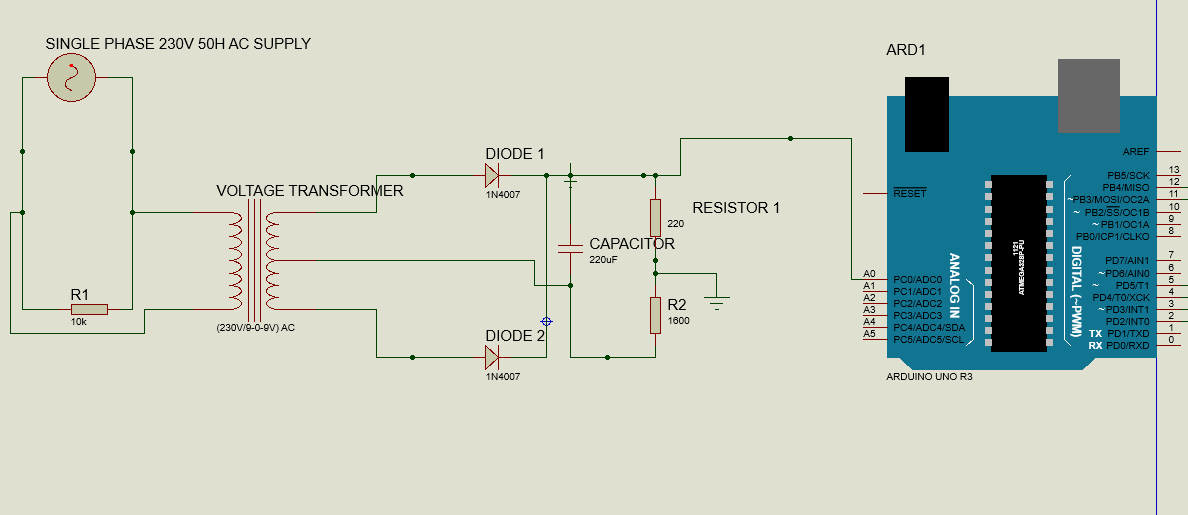 SINGLE PHASE 230V 50H AC SUPPLY
R1
10k
VOLTAGE TRANSFORMER
(230V/9-0-9V) AC
DIODE 1
1N4007
DIODE 2
1N4007
CAPACITOR
220uF
RESISTOR 1
220
R2
1600
ARD1
RESET
A0
A1
A2
A3
A4
A5
PC0/ADC0
PC1/ADC1
PC2/ADC2
PC3/ADC3
PC4/ADC4/SDA
PC5/ADC5/SCL
ANALOG IN
1121
ATMEGA328P-PU
DIGITAL (~PWM)
AREF
PB5/SCK 13
PB4/MISO 12
~PB3/MOSI/OC2A 11
~ PB2/SS/OC1B 10
~ PB1/OC1A 9
PB0/ICP1/CLKO 8
PD7/AIN1 7
~PD6/AIN0 6
~ PD5/T1 5
PD4/T0/XCK 4
~PD3/INT1 3
PD2/INT0 2
TX PD1/TXD 1
RX PD0/RXD 0
ARDUINO UNO R3